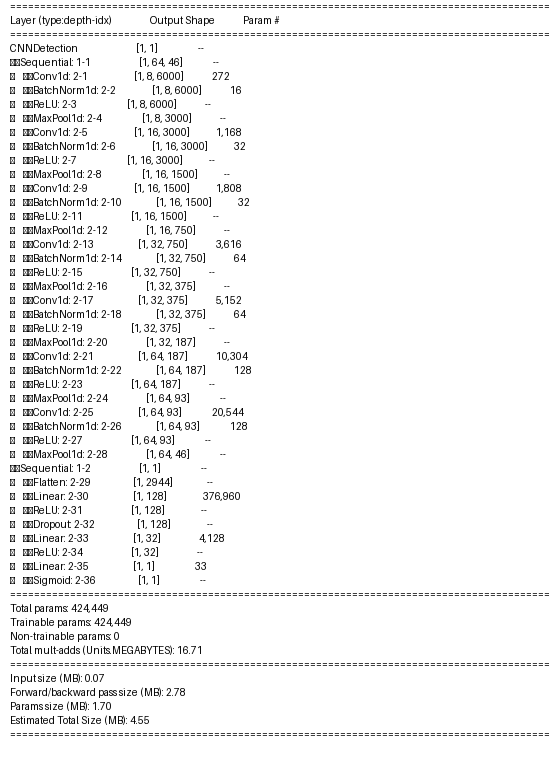 ==========================================================================================
Layer (type:depth-idx) Output Shape Param #
==========================================================================================
CNNDetection [1, 1] --
Sequential: 1-1 [1, 64, 46] --
Conv1d: 2-1 [1, 8, 6000] 272
BatchNorm1d: 2-2 [1, 8, 6000] 16
ReLU: 2-3 [1, 8, 6000] --
MaxPool1d: 2-4 [1, 8, 3000] --
Conv1d: 2-5 [1, 16, 3000] 1,168
BatchNorm1d: 2-6 [1, 16, 3000] 32
ReLU: 2-7 [1, 16, 3000] --
MaxPool1d: 2-8 [1, 16, 1500] --
Conv1d: 2-9 [1, 16, 1500] 1,808
BatchNorm1d: 2-10 [1, 16, 1500] 32
ReLU: 2-11 [1, 16, 1500] --
MaxPool1d: 2-12 [1, 16, 750] --
Conv1d: 2-13 [1, 32, 750] 3,616
BatchNorm1d: 2-14 [1, 32, 750] 64
ReLU: 2-15 [1, 32, 750] --
MaxPool1d: 2-16 [1, 32, 375] --
Conv1d: 2-17 [1, 32, 375] 5,152
BatchNorm1d: 2-18 [1, 32, 375] 64
ReLU: 2-19 [1, 32, 375] --
MaxPool1d: 2-20 [1, 32, 187] --
Conv1d: 2-21 [1, 64, 187] 10,304
BatchNorm1d: 2-22 [1, 64, 187] 128
ReLU: 2-23 [1, 64, 187] --
MaxPool1d: 2-24 [1, 64, 93] --
Conv1d: 2-25 [1, 64, 93] 20,544
BatchNorm1d: 2-26 [1, 64, 93] 128
ReLU: 2-27 [1, 64, 93] --
MaxPool1d: 2-28 [1, 64, 46] --
Sequential: 1-2 [1, 1] --
Flatten: 2-29 [1, 2944] --
Linear: 2-30 [1, 128] 376,960
ReLU: 2-31 [1, 128] --
Dropout: 2-32 [1, 128] --
Linear: 2-33 [1, 32] 4,128
ReLU: 2-34 [1, 32] --
Linear: 2-35 [1, 1] 33
Sigmoid: 2-36 [1, 1] --
==========================================================================================
Total params: 424,449
Trainable params: 424,449
Non-trainable params: 0
Total mult-adds (Units.MEGABYTES): 16.71
==========================================================================================
Input size (MB): 0.07
Forward/backward pass size (MB): 2.78
Params size (MB): 1.70
Estimated Total Size (MB): 4.55
==========================================================================================